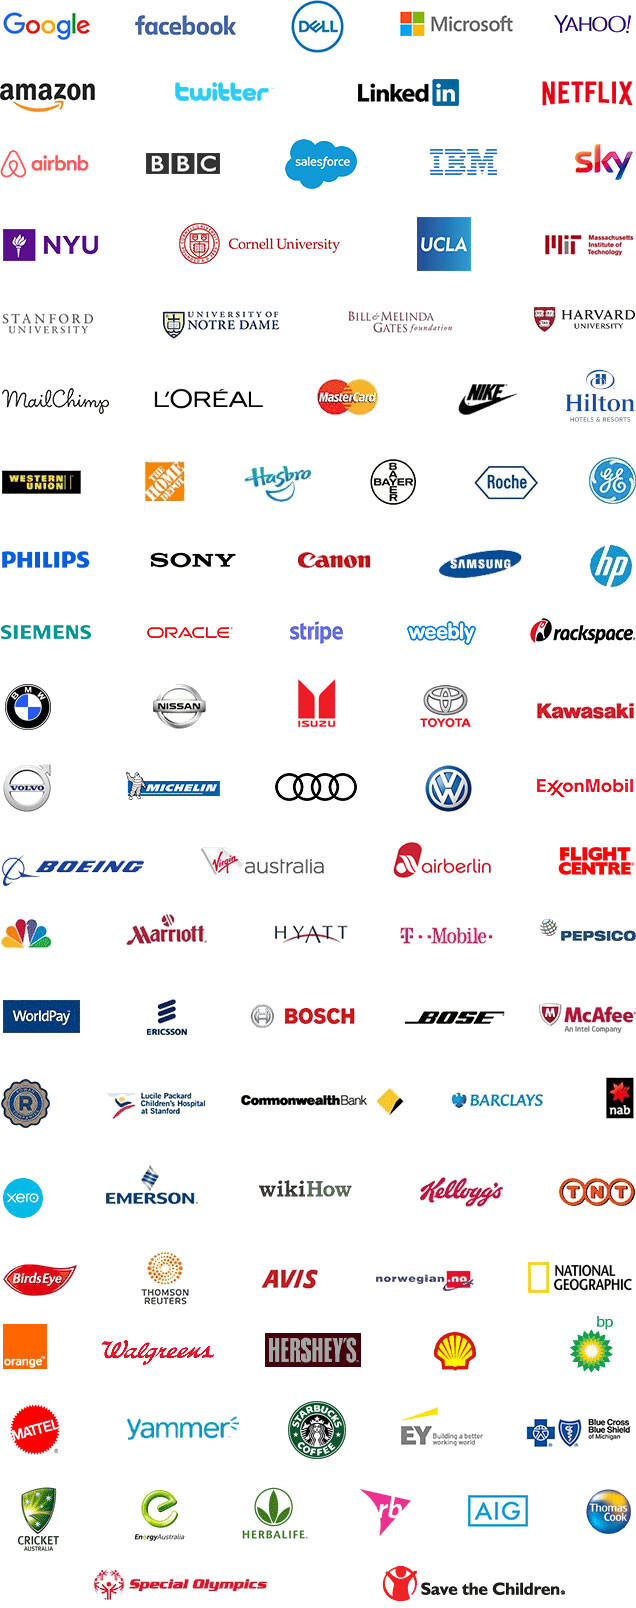 Google facebook DELL Microsoft YAHOO!
amazon twitter Linked in NETFLIX
airbnb BBC salesforce IBM sky
NYU Cornell University UCLA MIT Massachusetts
Institute of
Technology
STANFORD
UNIVERSITY
UNIVERSITY OF
NOTRE DAME
BILL & MELINDA
GATES foundation
HARVARD
UNIVERSITY
MailChimp L'ORÉAL MasterCard NIKE Hilton
HOTELS & RESORTS
WESTERN
UNION
THE
HOME
DEPOT
Hasbro
BAYER
BAYER
Roche GE
PHILIPS SONY Canon SAMSUNG hp
SIEMENS ORACLE stripe weebly rackspace.
BMW NISSAN ISUZU TOYOTA Kawasaki
VOLVO MICHELIN VW ExxonMobil
BOEING Virgin australia airberlin FLIGHT
CENTRE
Marriott HYATT T··Mobile· PEPSICO
WorldPay ERICSSON BOSCH BOSE McAfee
An Intel Company
R
Lucile Packard
Children's Hospital
at Stanford
CommonwealthBank BARCLAYS nab
xero EMERSON. wikiHow Kellogg's TNT
BirdsEye THOMSON
REUTERS
AVIS norwegian.no NATIONAL
GEOGRAPHIC
orange Walgreens HERSHEY'S bp
MATTEL yammer STARBUCKS
COFFEE
EY Building a better
working world
Blue Cross
Blue Shield
of Michigan
CRICKET
AUSTRALIA
EnergyAustralia HERBALIFE. rb AIG Thomas
Cook
Special Olympics Save the Children.